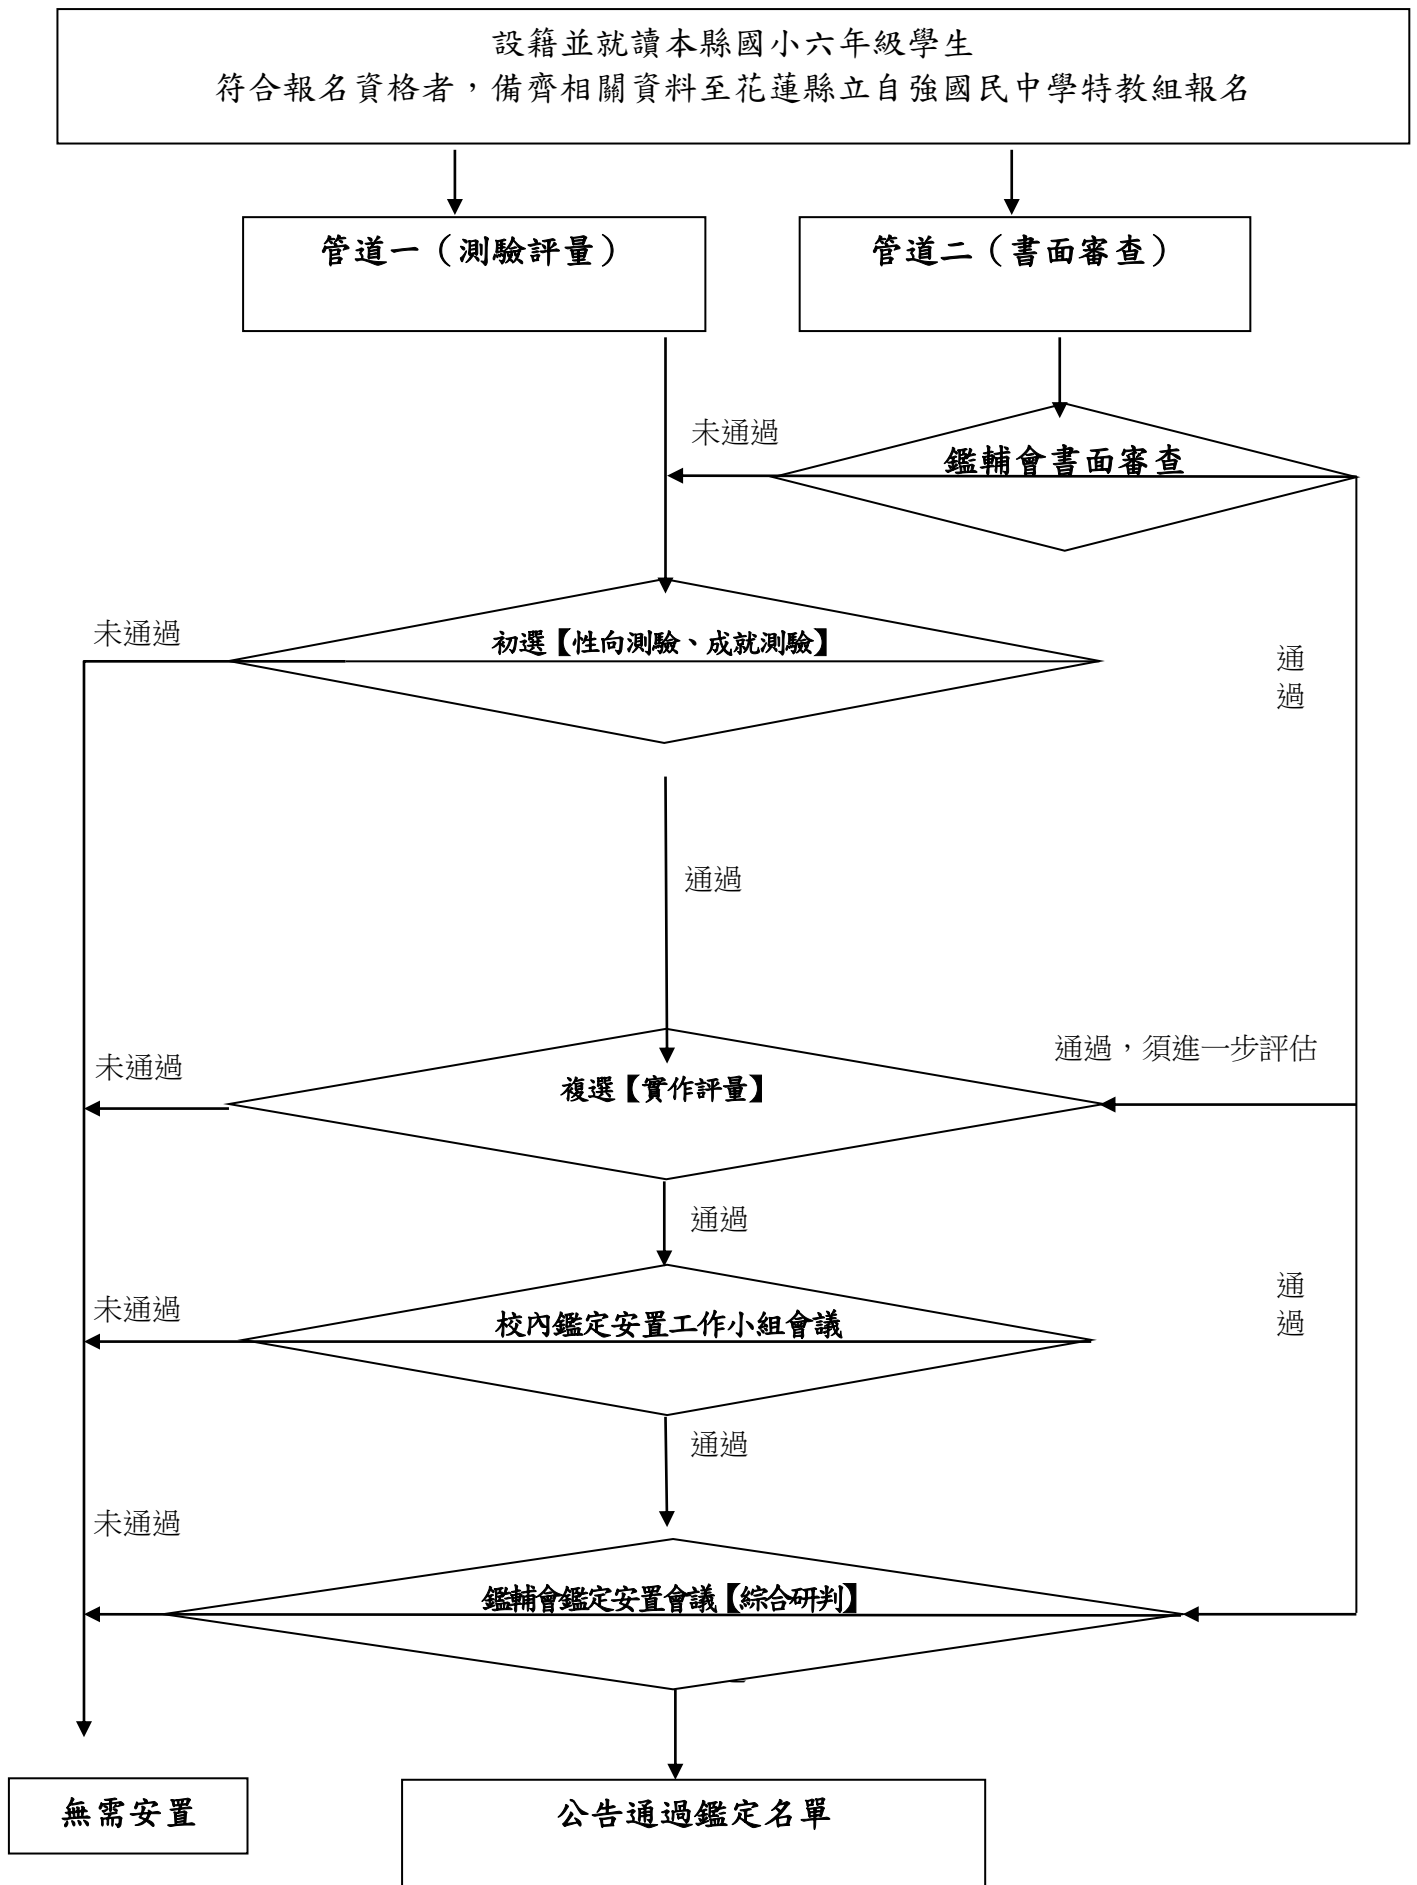 設籍並就讀本縣國小六年級學生
符合報名資格者，備齊相關資料至花蓮縣立自強國民中學特教組報名
管道一（測驗評量）
管道二（書面審查）
未通過
鑑輔會書面審查
未通過
初選【性向測驗、成就測驗】
通
過
通過
通過，須進一步評估
未通過
複選【實作評量】
通過
未通過
校內鑑定安置工作小組會議
通
過
通過
未通過
鑑輔會鑑定安置會議【綜合研判】
無需安置
公告通過鑑定名單